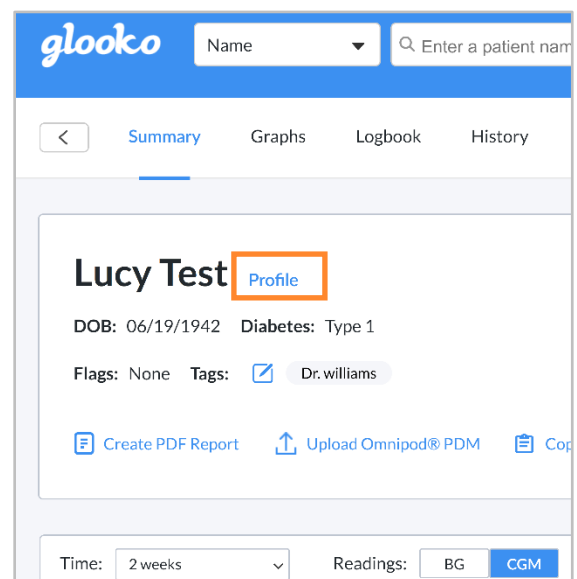 glooko Name Enter a patient nam
Summary Graphs Logbook History
Lucy Test Profile
DOB: 06/19/1942 Diabetes: Type 1
Flags: None Tags: Dr. williams
Create PDF Report Upload Omnipod® PDM Cop
Time: 2 weeks Readings: BG CGM